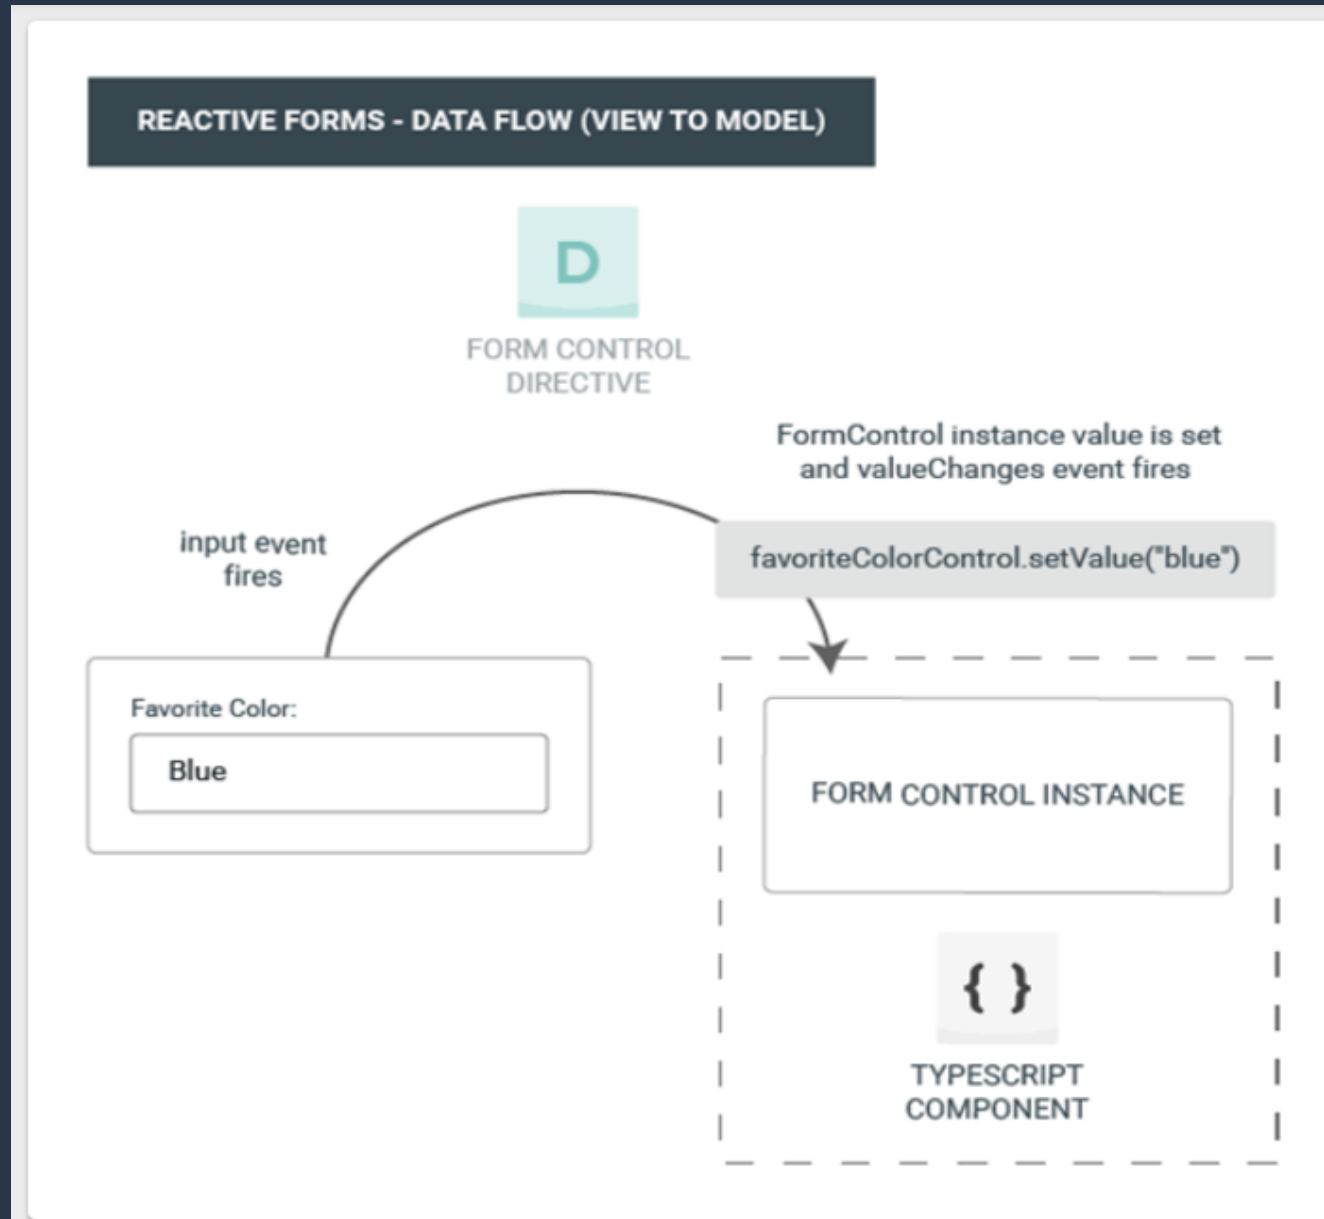 REACTIVE FORMS - DATA FLOW (VIEW TO MODEL)
D
FORM CONTROL
DIRECTIVE
FormControl instance value is set
and valueChanges event fires
input event
fires
favoriteColorControl.setValue("blue")
Favorite Color:
Blue
FORM CONTROL INSTANCE
{ }
TYPESCRIPT
COMPONENT